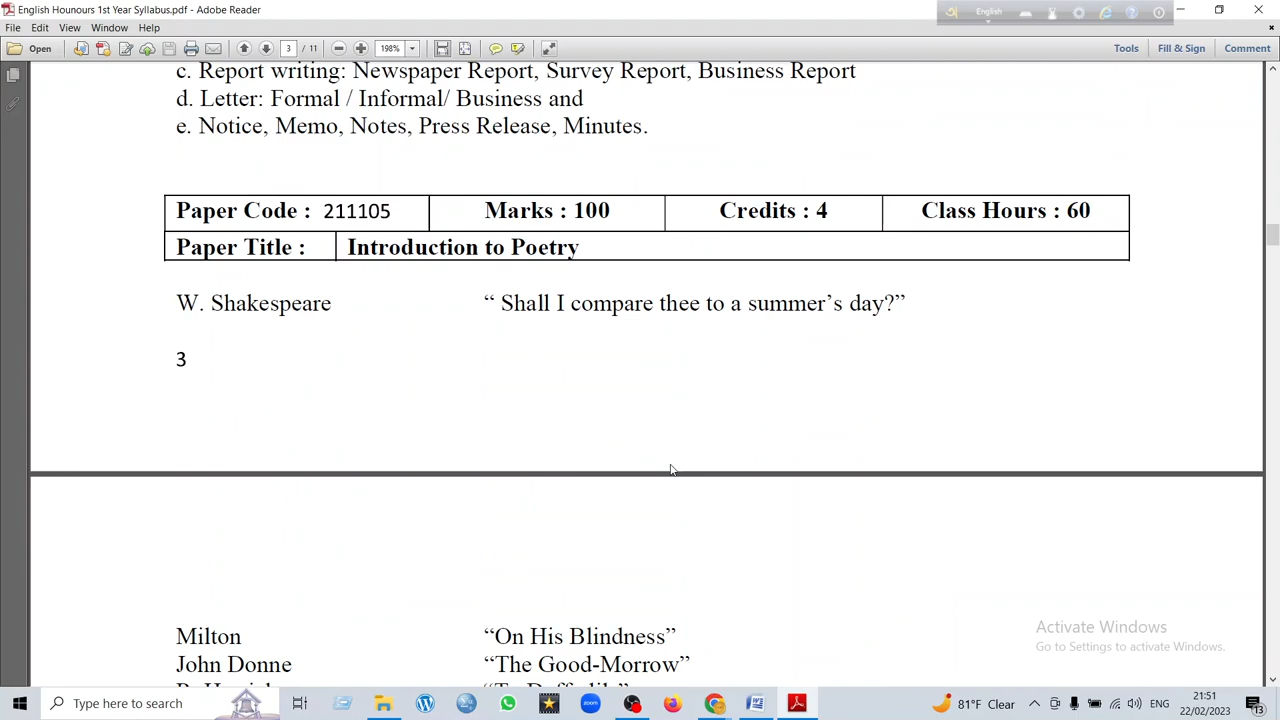 English Hounours 1st Year Syllabus.pdf - Adobe Reader
English
File Edit View Window Help
Open 3 / 11 198% Tools Fill & Sign Comment
c. Report writing: Newspaper Report, Survey Report, Business Report
d. Letter: Formal / Informal/ Business and
e. Notice, Memo, Notes, Press Release, Minutes.
Paper Code : 211105 Marks : 100 Credits : 4 Class Hours : 60
Paper Title : Introduction to Poetry
W. Shakespeare “ Shall I compare thee to a summer’s day?”
3
Milton “On His Blindness”
John Donne “The Good-Morrow”
Activate Windows
Go to Settings to activate Windows.
Type here to search
zoom
81°F Clear
ENG
21:51
22/02/2023
13